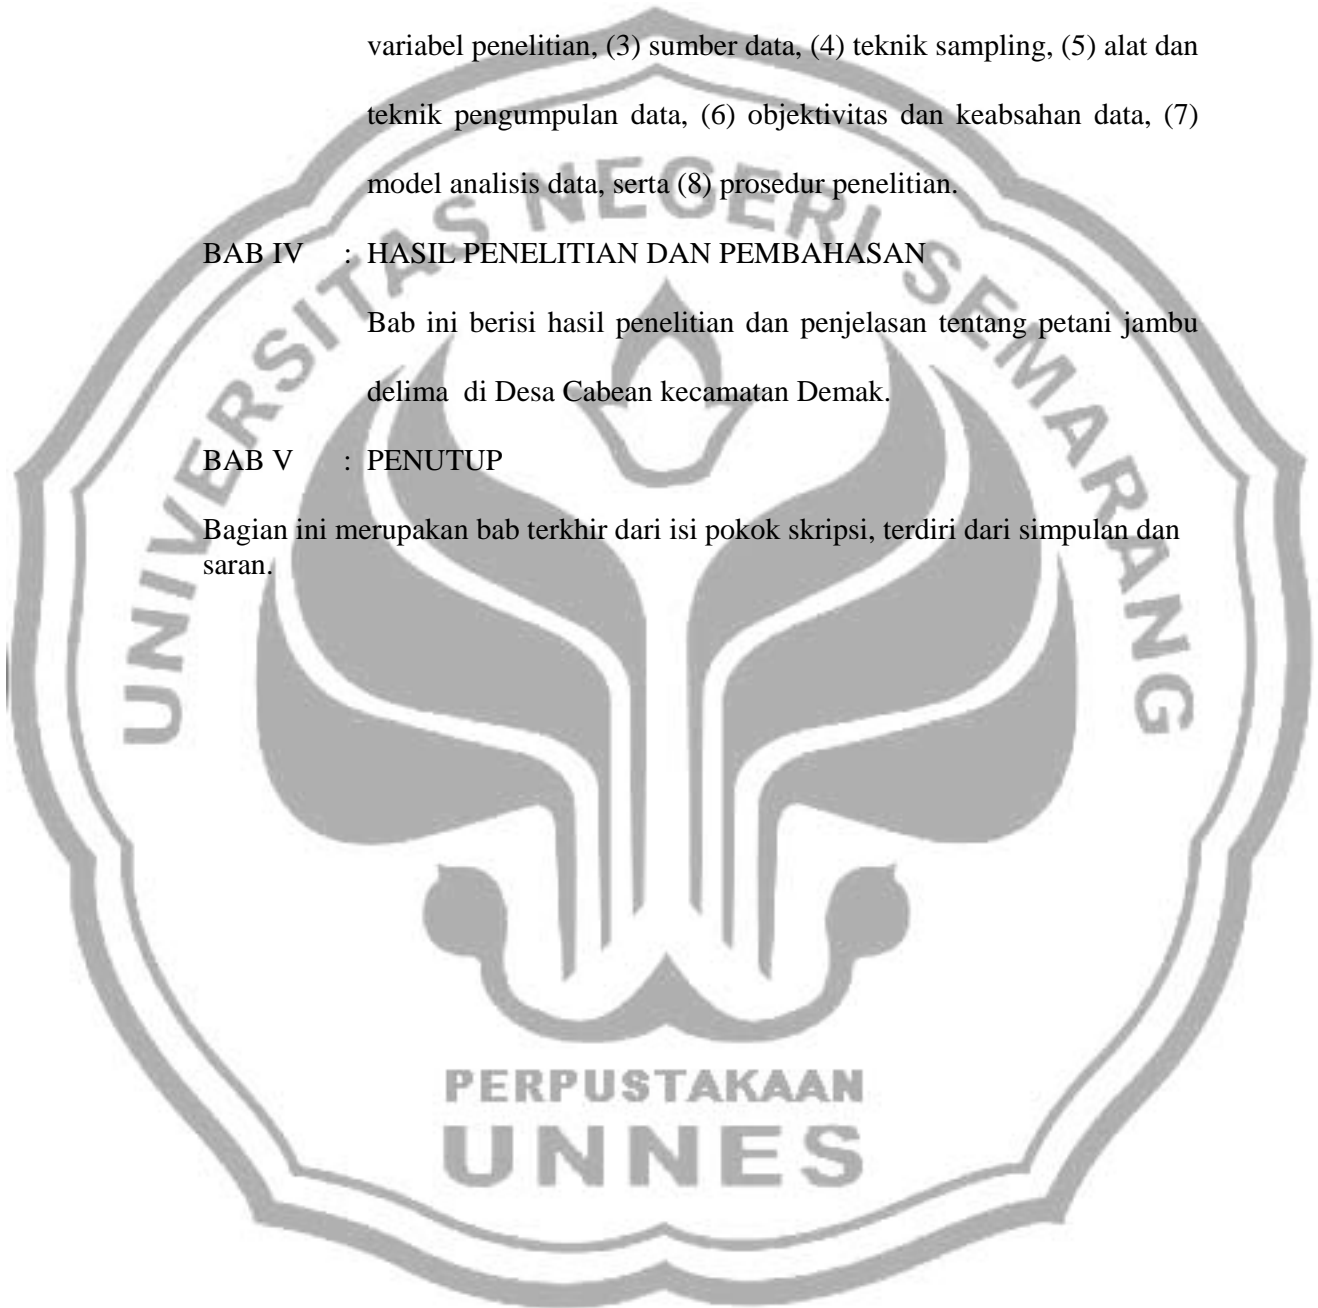 variabel penelitian, (3) sumber data, (4) teknik sampling, (5) alat dan
teknik pengumpulan data, (6) objektivitas dan keabsahan data, (7)
model analisis data, serta (8) prosedur penelitian.
BAB IV : HASIL PENELITIAN DAN PEMBAHASAN
Bab ini berisi hasil penelitian dan penjelasan tentang petani jambu
delima di Desa Cabean kecamatan Demak.
BAB V : PENUTUP
Bagian ini merupakan bab terkhir dari isi pokok skripsi, terdiri dari simpulan dan
saran.
UNIVERSITAS NEGERI SEMARANG
PERPUSTAKAAN
UNNES